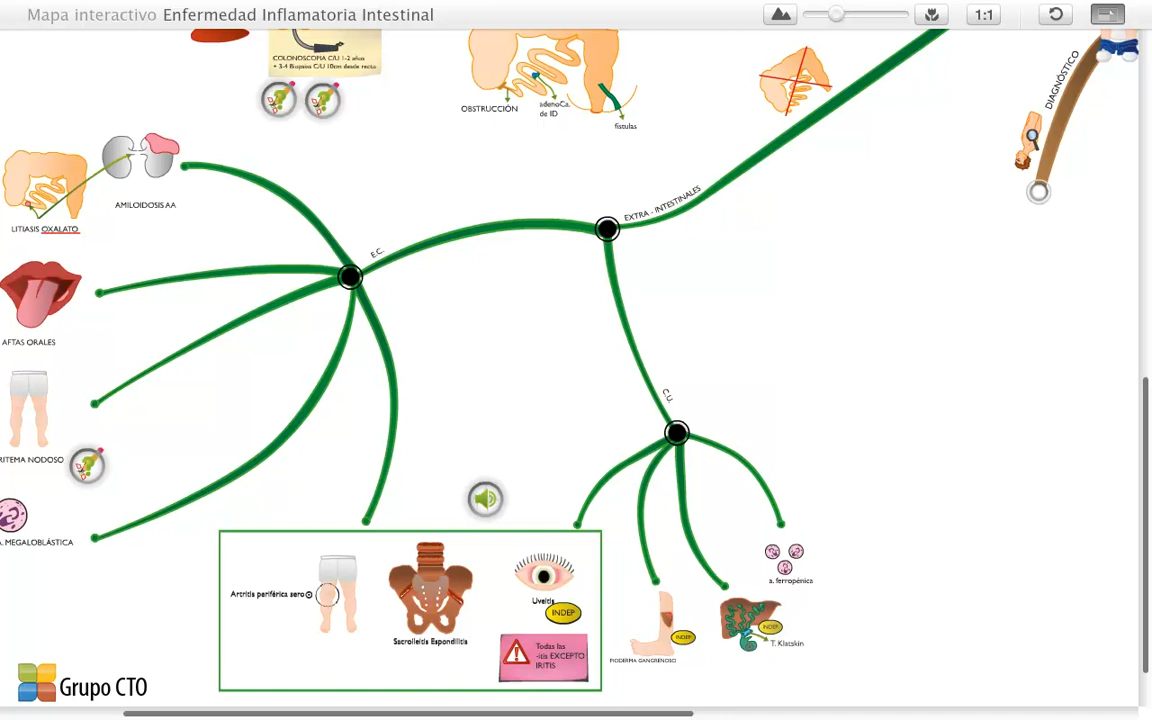 Mapa interactivo Enfermedad Inflamatoria Intestinal
1:1
COLONOSCOPIA C/U 1-2 años
• 3-4 Biopsias C/U 10cm desde recto
OBSTRUCCIÓN
adenoCa.
de ID
fístulas
DIAGNÓSTICO
AMILOIDOSIS AA
LITIASIS OXALATO
EXTRA - INTESTINALES
E.C.
AFTAS ORALES
C.U.
RITEMA NODOSO
. MEGALOBLÁSTICA
a. ferropénica
Artritis periférica sero ⊝
Sacroileitis Espondilitis
Uveitis
INDEP
Todas las
-itis EXCEPTO
IRITIS
INDEP
PIODERMA GANGRENOSO
INDEP
T. Klatskin
Grupo CTO